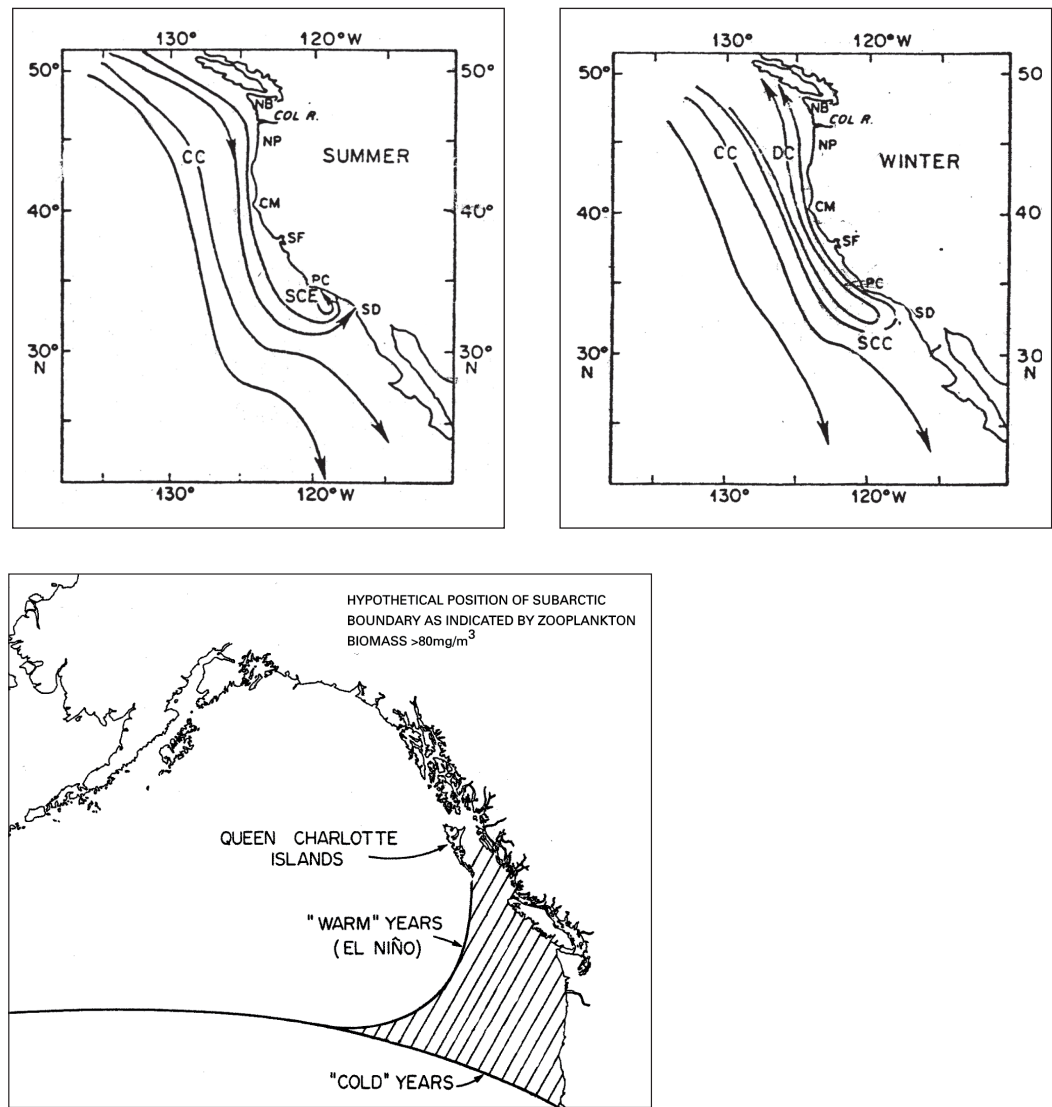 130°
120°W
50°
50°
NB
COL R.
NP
CC
SUMMER
40°
40°
CM
SF
PC
SCE
SD
30°
N
30°
N
130°
120°W
130°
120°W
50°
50
NB
COL R.
NP
CC
DC
WINTER
40°
40
CM
SF
PC
SD
SCC
30°
N
30
N
130°
120°W
HYPOTHETICAL POSITION OF SUBARCTIC
BOUNDARY AS INDICATED BY ZOOPLANKTON
BIOMASS >80mg/m³
QUEEN CHARLOTTE
ISLANDS
"WARM" YEARS
(EL NIÑO)
"COLD" YEARS